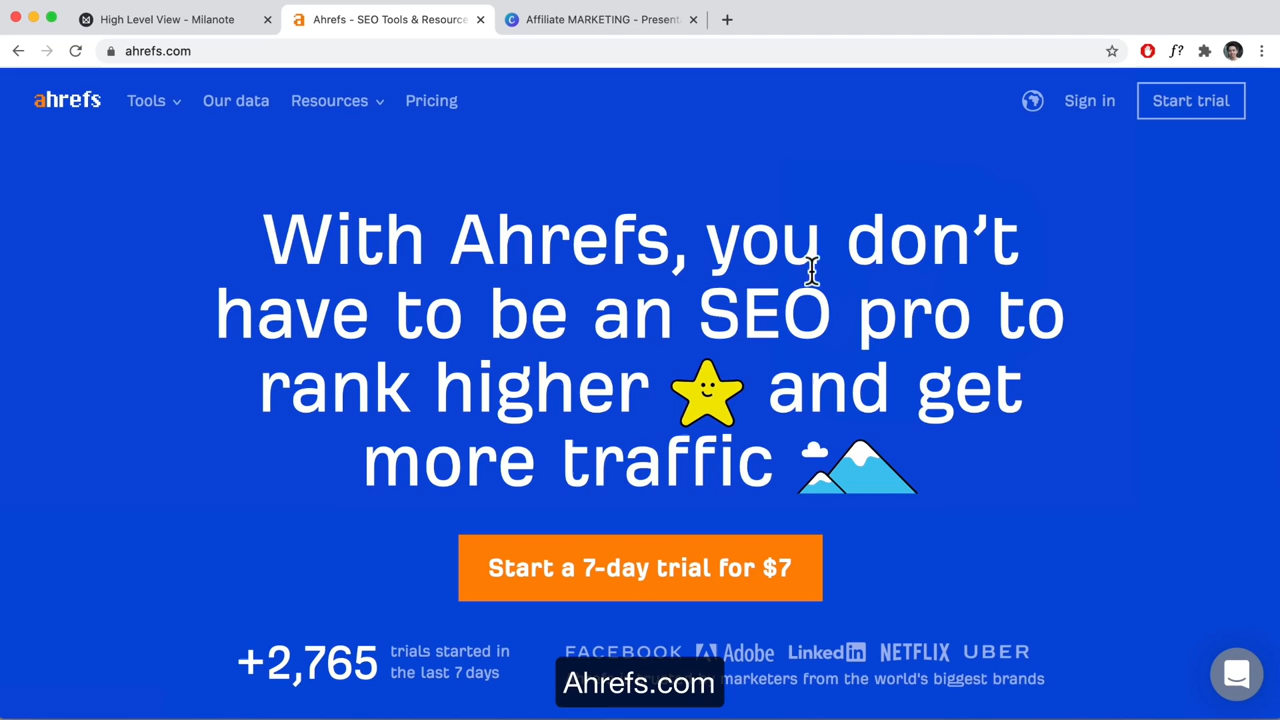 High Level View - Milanote
Ahrefs - SEO Tools & Resource
Affiliate MARKETING - Present
ahrefs.com
f?
ahrefs
Tools
Our data
Resources
Pricing
Sign in
Start trial
With Ahrefs, you don't
have to be an SEO pro to
rank higher and get
more traffic
Start a 7-day trial for $7
+2,765
trials started in
the last 7 days
FACEBOOK Adobe LinkedIn NETFLIX UBER
marketers from the world's biggest brands
Ahrefs.com